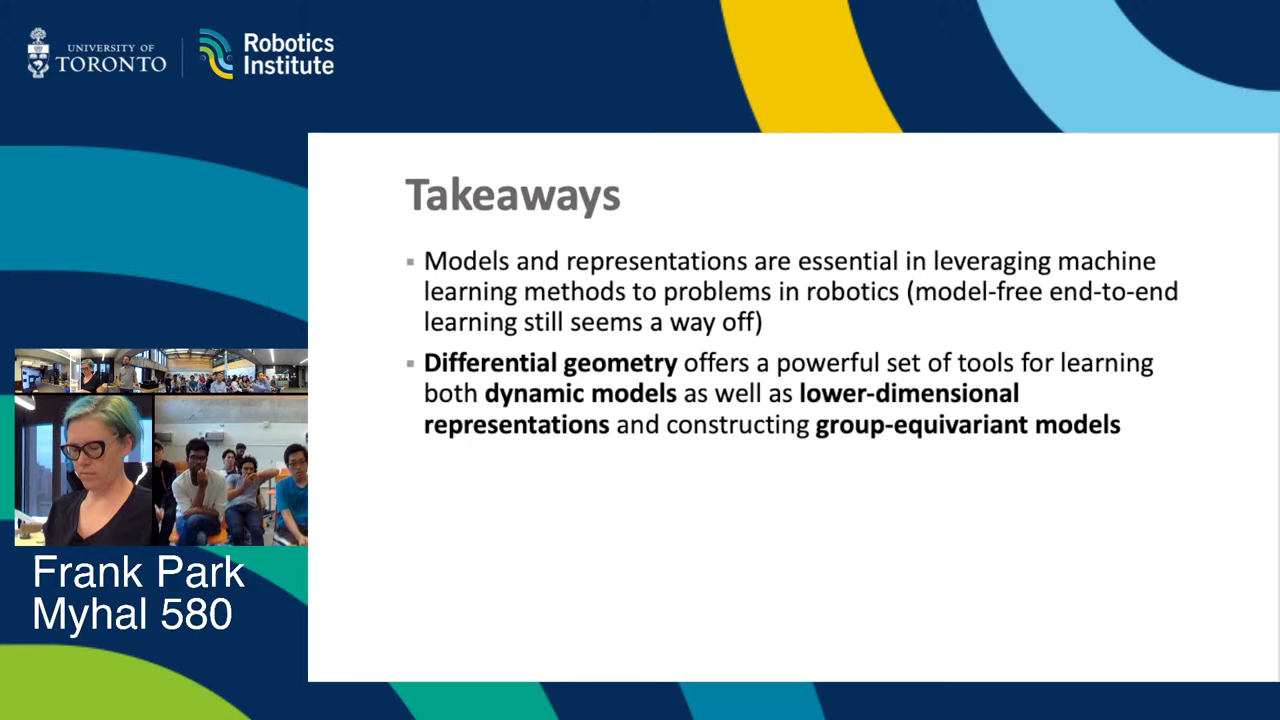 UNIVERSITY OF
TORONTO
Robotics
Institute
Takeaways
▪ Models and representations are essential in leveraging machine
learning methods to problems in robotics (model-free end-to-end
learning still seems a way off)
▪ Differential geometry offers a powerful set of tools for learning
both dynamic models as well as lower-dimensional
representations and constructing group-equivariant models
Frank Park
Myhal 580